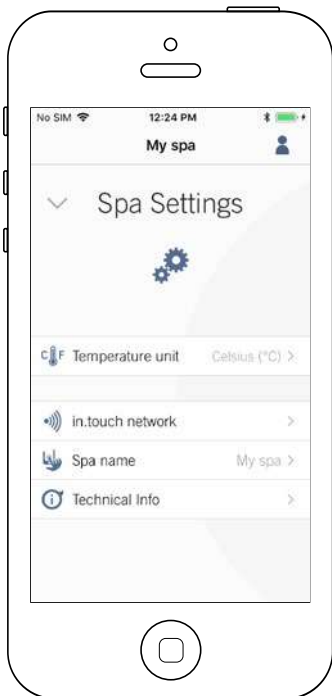 No SIM 12:24 PM
My spa
Spa Settings
C F Temperature unit Celsius (°C) >
in.touch network >
Spa name My spa >
Technical Info >